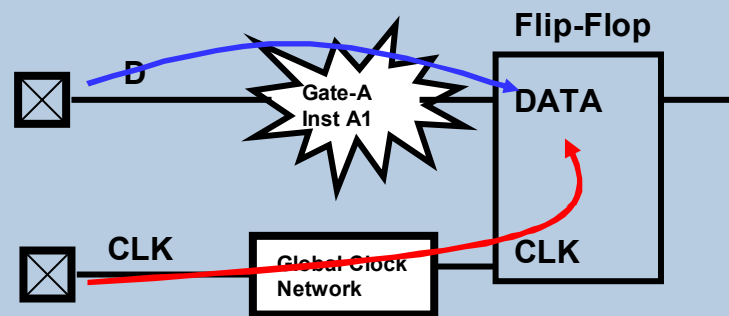 Flip-Flop
D
Gate-A
Inst A1
DATA
CLK
Global Clock
Network
CLK